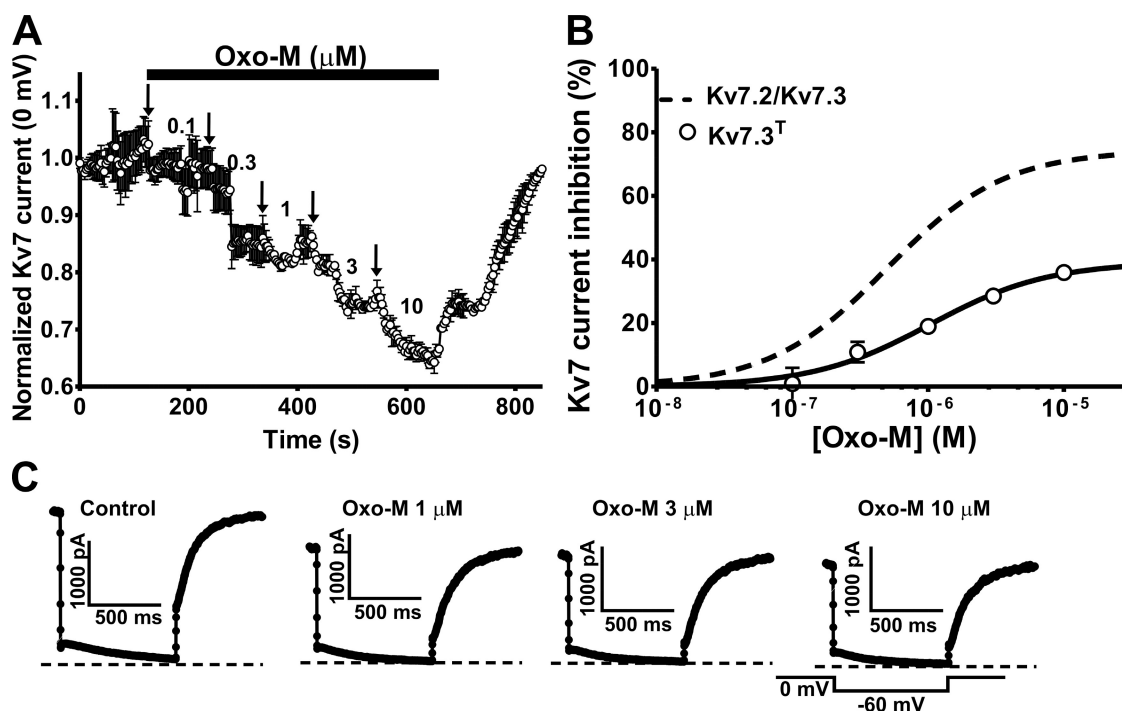 A
Oxo-M (μM)
Normalized Kv7 current (0 mV)
1.1
1.0
0.9
0.8
0.7
0.6
0.1
0.3
1
3
10
0
200
400
600
800
Time (s)
B
Kv7 current inhibition (%)
100
80
60
40
20
0
Kv7.2/Kv7.3
Kv7.3ᵀ
10⁻⁸
10⁻⁷
10⁻⁶
10⁻⁵
[Oxo-M] (M)
C
Control
1000 pA
500 ms
Oxo-M 1 μM
1000 pA
500 ms
Oxo-M 3 μM
1000 pA
500 ms
Oxo-M 10 μM
1000 pA
500 ms
0 mV
-60 mV